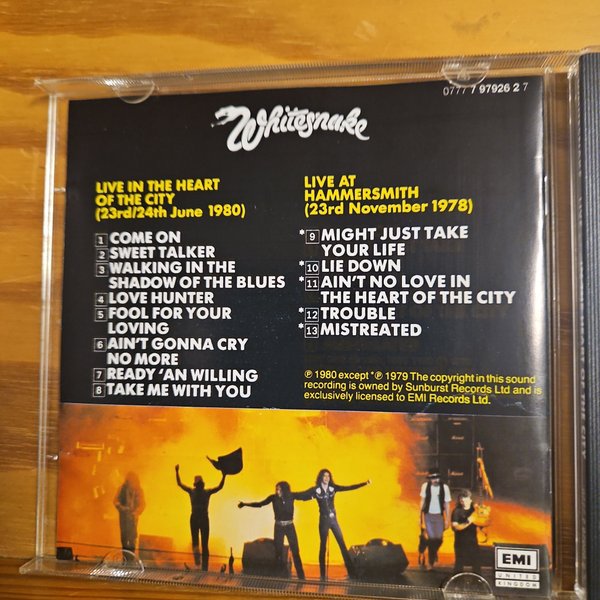 0777 7 97926 2 7
Whitesnake
LIVE IN THE HEART
OF THE CITY
(23rd/24th June 1980)
1 COME ON
2 SWEET TALKER
3 WALKING IN THE
SHADOW OF THE BLUES
4 LOVE HUNTER
5 FOOL FOR YOUR
LOVING
6 AIN'T GONNA CRY
NO MORE
7 READY 'AN WILLING
8 TAKE ME WITH YOU
LIVE AT
HAMMERSMITH
(23rd November 1978)
*9 MIGHT JUST TAKE
YOUR LIFE
*10 LIE DOWN
*11 AIN'T NO LOVE IN
THE HEART OF THE CITY
*12 TROUBLE
*13 MISTREATED
℗ 1980 except *℗ 1979 The copyright in this sound
recording is owned by Sunburst Records Ltd and is
exclusively licensed to EMI Records Ltd.
EMI
UNITED
KINGDOM